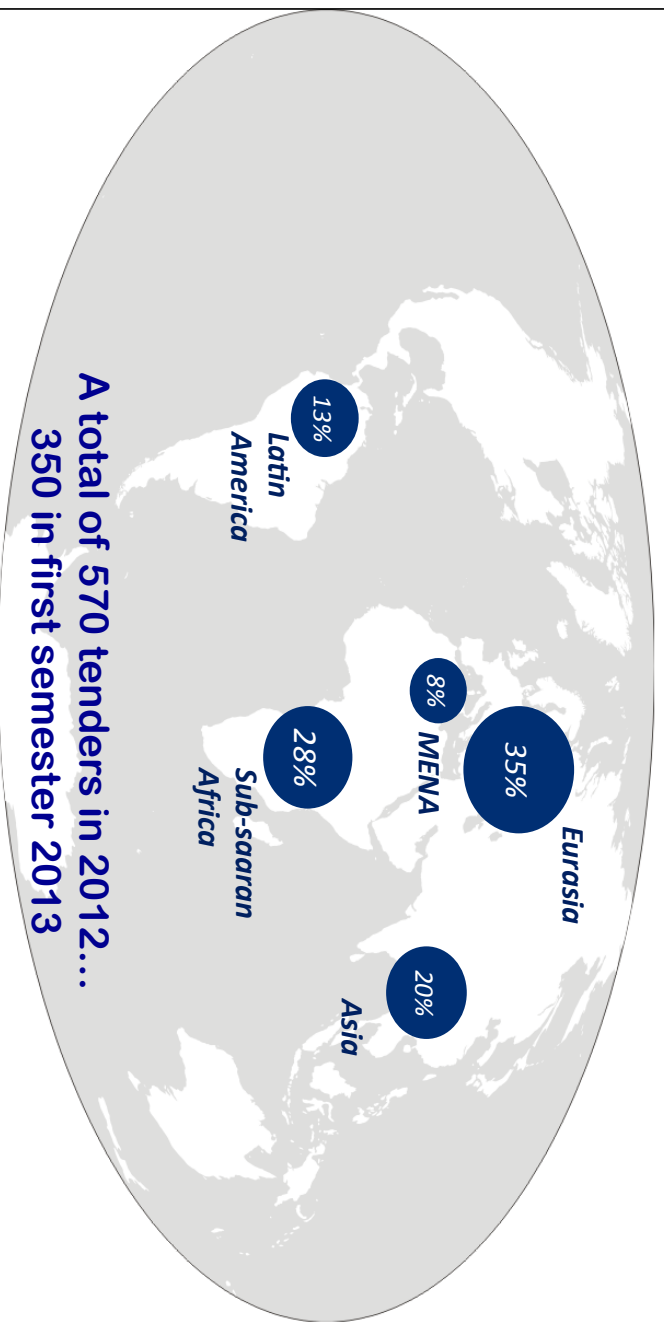 35%
Eurasia
8%
MENA
20%
Asia
13%
Latin
America
28%
Sub-saaran
Africa
A total of 570 tenders in 2012...
350 in first semester 2013